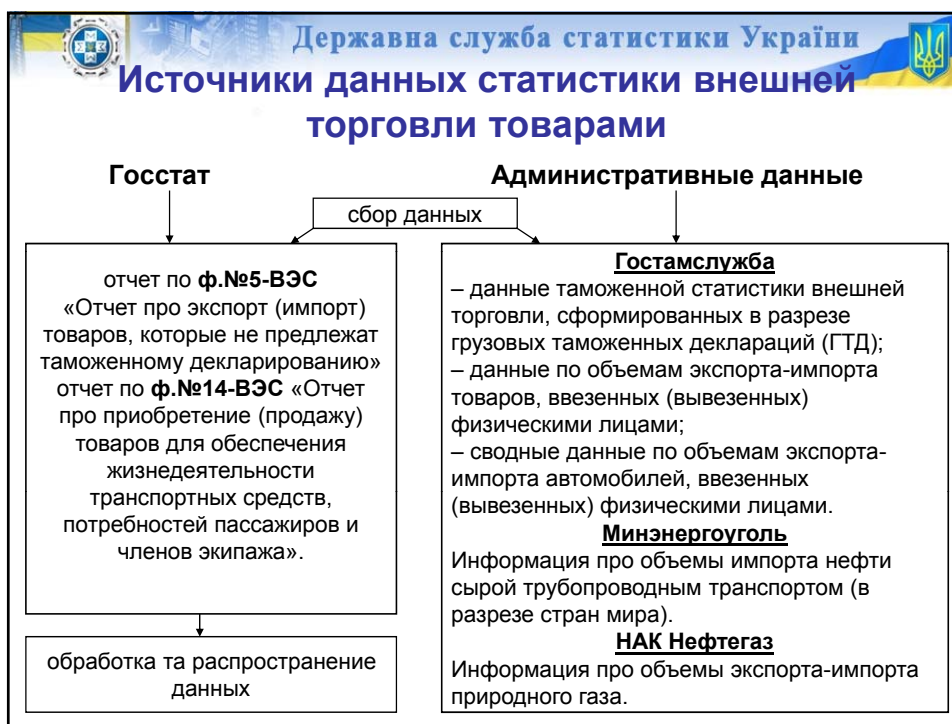 Державна служба статистики України
Источники данных статистики внешней
торговли товарами
Госстат
Административные данные
сбор данных
отчет по ф.№5-ВЭС
«Отчет про экспорт (импорт)
товаров, которые не предлежат
таможенному декларированию»
отчет по ф.№14-ВЭС «Отчет
про приобретение (продажу)
товаров для обеспечения
жизнедеятельности
транспортных средств,
потребностей пассажиров и
членов экипажа».
обработка та распространение
данных
Гостамслужба
– данные таможенной статистики внешней
торговли, сформированных в разрезе
грузовых таможенных деклараций (ГТД);
– данные по объемам экспорта-импорта
товаров, ввезенных (вывезенных)
физическими лицами;
– сводные данные по объемам экспорта-
импорта автомобилей, ввезенных
(вывезенных) физическими лицами.
Минэнергоуголь
Информация про объемы импорта нефти
сырой трубопроводным транспортом (в
разрезе стран мира).
НАК Нефтегаз
Информация про объемы экспорта-импорта
природного газа.